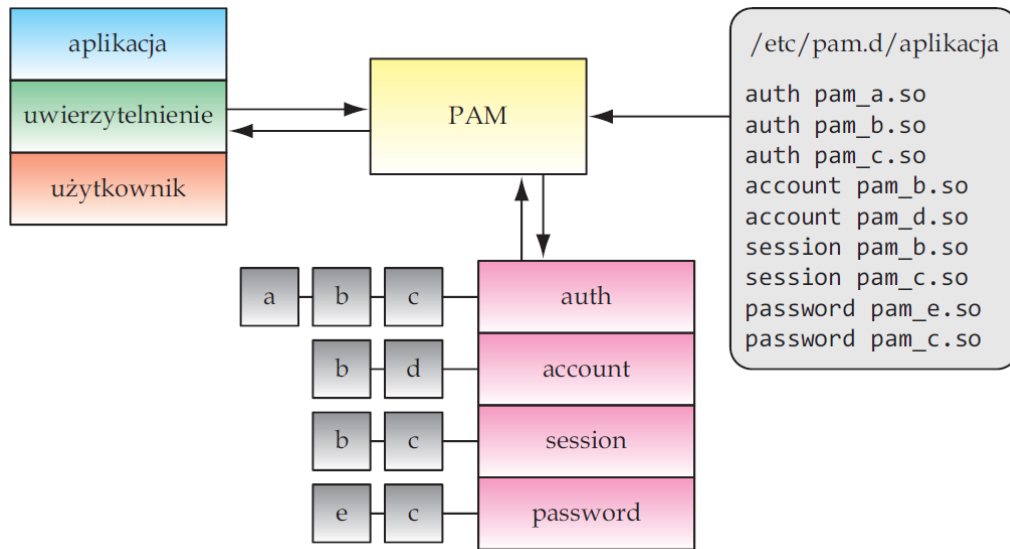 aplikacja
uwierzytelnienie
użytkownik
PAM
/etc/pam.d/aplikacja
auth pam_a.so
auth pam_b.so
auth pam_c.so
account pam_b.so
account pam_d.so
session pam_b.so
session pam_c.so
password pam_e.so
password pam_c.so
a b c auth
b d account
b c session
e c password